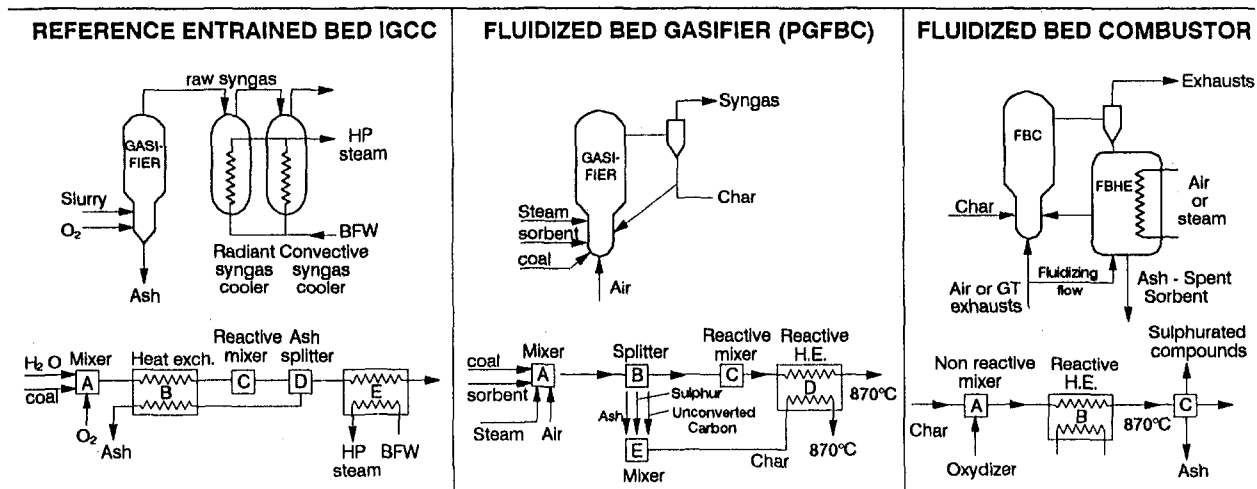 REFERENCE ENTRAINED BED IGCC
raw syngas
GASI-
FIER
HP
steam
Slurry
O2
BFW
Radiant
syngas
cooler
Convective
syngas
cooler
Ash
H2O
Mixer
Heat exch.
Reactive
mixer
Ash
splitter
A
B
C
D
E
coal
O2
Ash
HP
steam
BFW
FLUIDIZED BED GASIFIER (PGFBC)
Syngas
GASI-
FIER
Char
Steam
sorbent
coal
Air
coal
Mixer
Splitter
Reactive
mixer
Reactive
H.E.
A
B
C
D
sorbent
870°C
Sulphur
Ash
Unconverted
Carbon
Steam
Air
E
Char
870°C
Mixer
FLUIDIZED BED COMBUSTOR
Exhausts
FBC
FBHE
Air
or
steam
Char
Fluidizing
flow
Air or GT
exhausts
Ash - Spent
Sorbent
Sulphurated
compounds
Non reactive
mixer
Reactive
H.E.
A
B
C
870°C
Char
Oxydizer
Ash